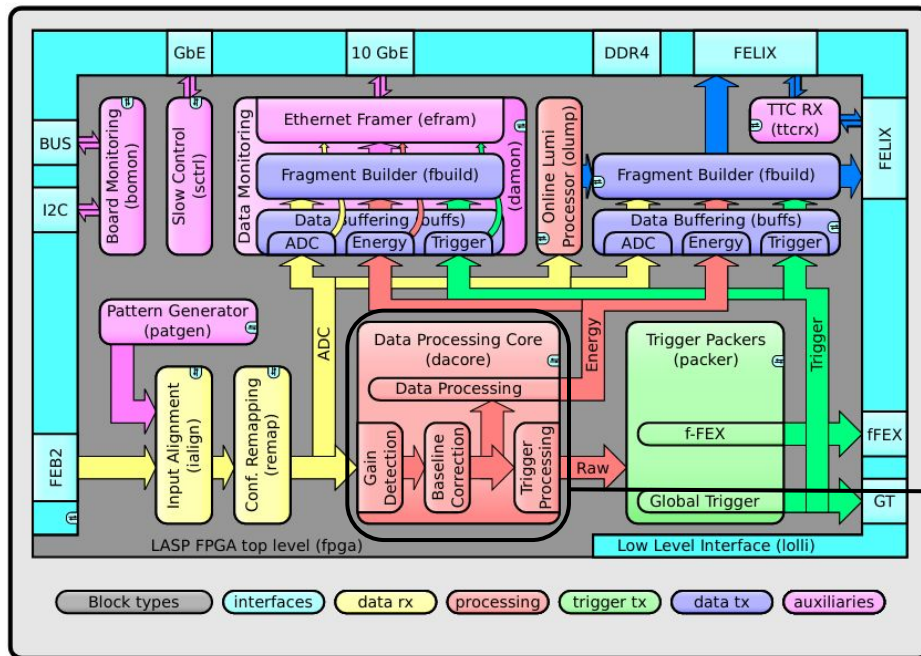 GbE
10 GbE
DDR4
FELIX
BUS
I2C
Board Monitoring
(bomon)
Slow Control
(sctrl)
Data Monitoring
Ethernet Framer (efram)
(damon)
Fragment Builder (fbuild)
Data Buffering (buffs)
ADC
Energy
Trigger
Online Lumi
Processor (olump)
Fragment Builder (fbuild)
Data Buffering (buffs)
ADC
Energy
Trigger
TTC RX
(ttcrx)
FELIX
Pattern Generator
(patgen)
ADC
Data Processing Core
(dacore)
Data Processing
Energy
Trigger Packers
(packer)
Trigger
FEB2
Input Alignment
(ialign)
Conf. Remapping
(remap)
Gain
Detection
Baseline
Correction
Trigger
Processing
Raw
f-FEX
Global Trigger
fFEX
GT
LASP FPGA top level (fpga)
Low Level Interface (lolli)
Block types
interfaces
data rx
processing
trigger tx
data tx
auxiliaries